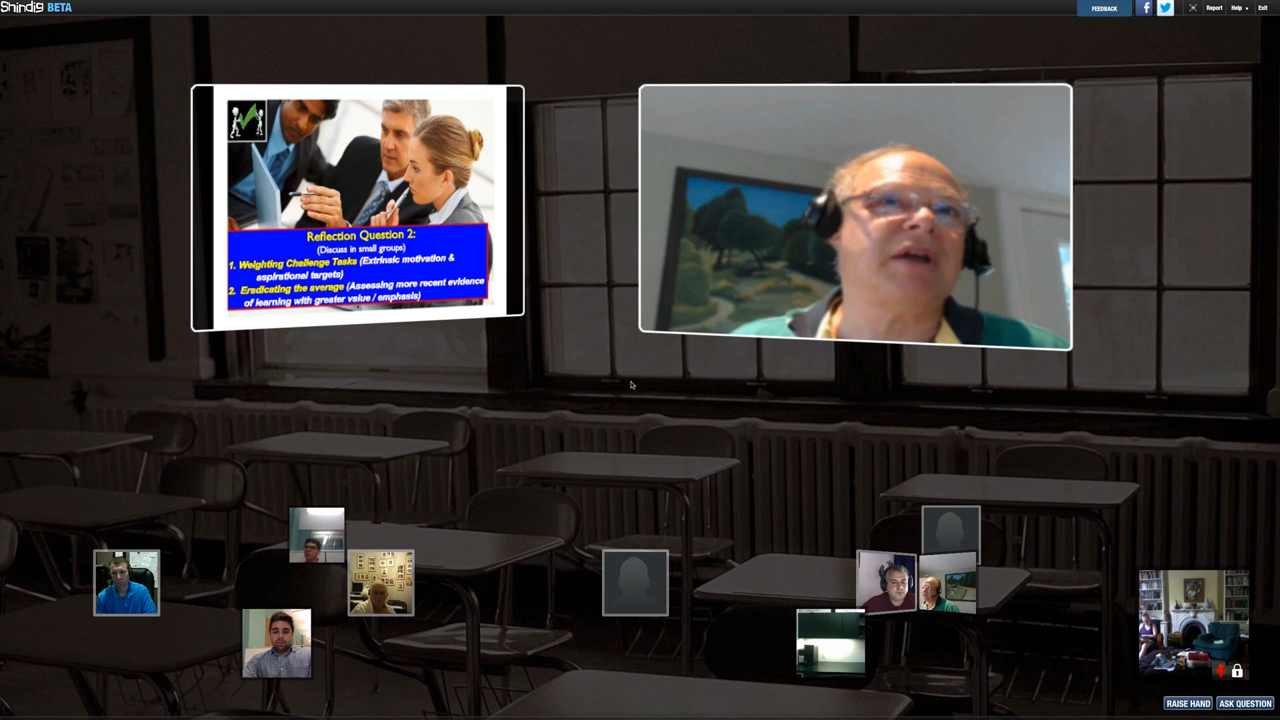 Shindig BETA
FEEDBACK
Report
Help
Exit
Reflection Question 2:
(Discuss in small groups)
1. Weighting Challenge Tasks (Extrinsic motivation &
aspirational targets)
2. Eradicating the average (Assessing more recent evidence
of learning with greater value / emphasis)
RAISE HAND
ASK QUESTION